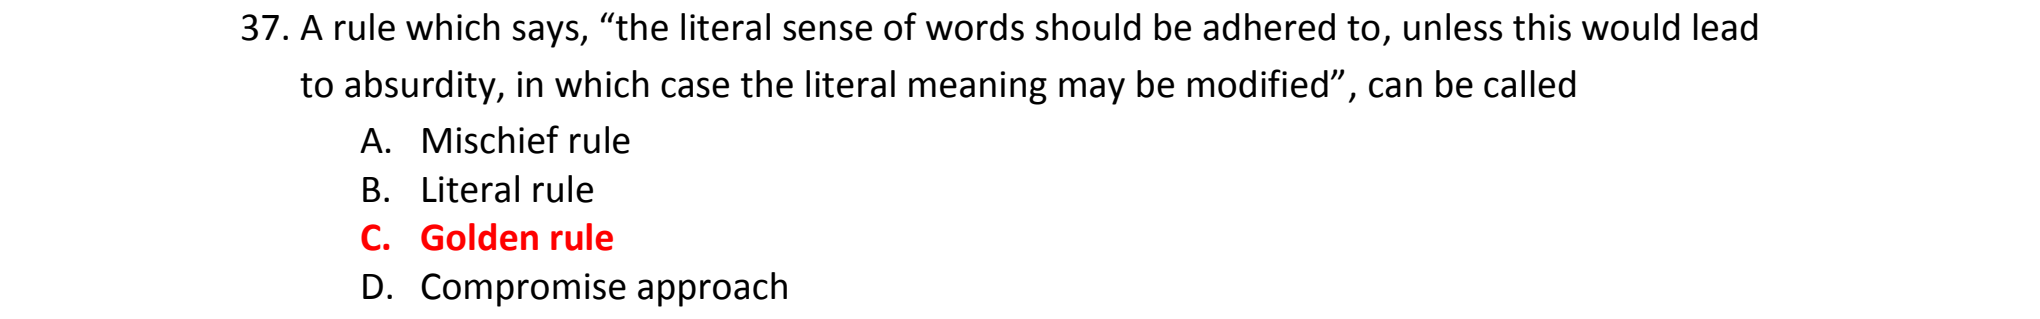 37. A rule which says, “the literal sense of words should be adhered to, unless this would lead
to absurdity, in which case the literal meaning may be modified”, can be called
A. Mischief rule
B. Literal rule
C. Golden rule
D. Compromise approach